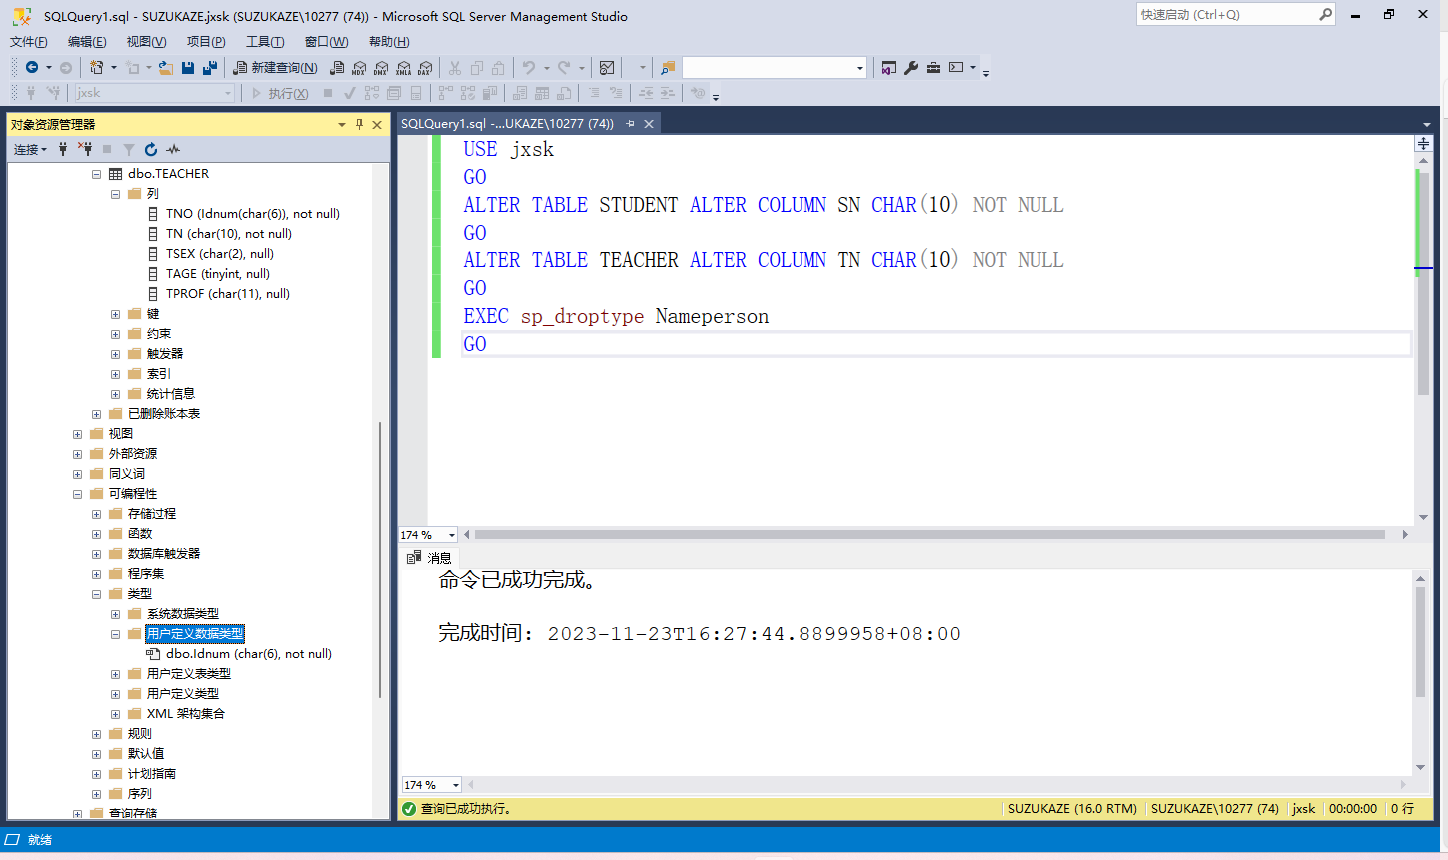 SQLQuery1.sql - SUZUKAZE.jxsk (SUZUKAZE\10277 (74)) - Microsoft SQL Server Management Studio
快速启动 (Ctrl+Q)
文件(F) 编辑(E) 视图(V) 项目(P) 工具(T) 窗口(W) 帮助(H)
新建查询(N) MDX DMX XMLA DAX
jxsk 执行(X)
对象资源管理器
连接
dbo.TEACHER
列
TNO (Idnum(char(6)), not null)
TN (char(10), not null)
TSEX (char(2), null)
TAGE (tinyint, null)
TPROF (char(11), null)
键
约束
触发器
索引
统计信息
已删除账本表
视图
外部资源
同义词
可编程性
存储过程
函数
数据库触发器
程序集
类型
系统数据类型
用户定义数据类型
dbo.Idnum (char(6), not null)
用户定义表类型
用户定义类型
XML 架构集合
规则
默认值
计划指南
序列
查询存储
SQLQuery1.sql -...UKAZE\10277 (74))
USE jxsk
GO
ALTER TABLE STUDENT ALTER COLUMN SN CHAR(10) NOT NULL
GO
ALTER TABLE TEACHER ALTER COLUMN TN CHAR(10) NOT NULL
GO
EXEC sp_droptype Nameperson
GO
174 %
消息
命令已成功完成。
完成时间: 2023-11-23T16:27:44.8899958+08:00
174 %
查询已成功执行。 SUZUKAZE (16.0 RTM) SUZUKAZE\10277 (74) jxsk 00:00:00 0 行
就绪